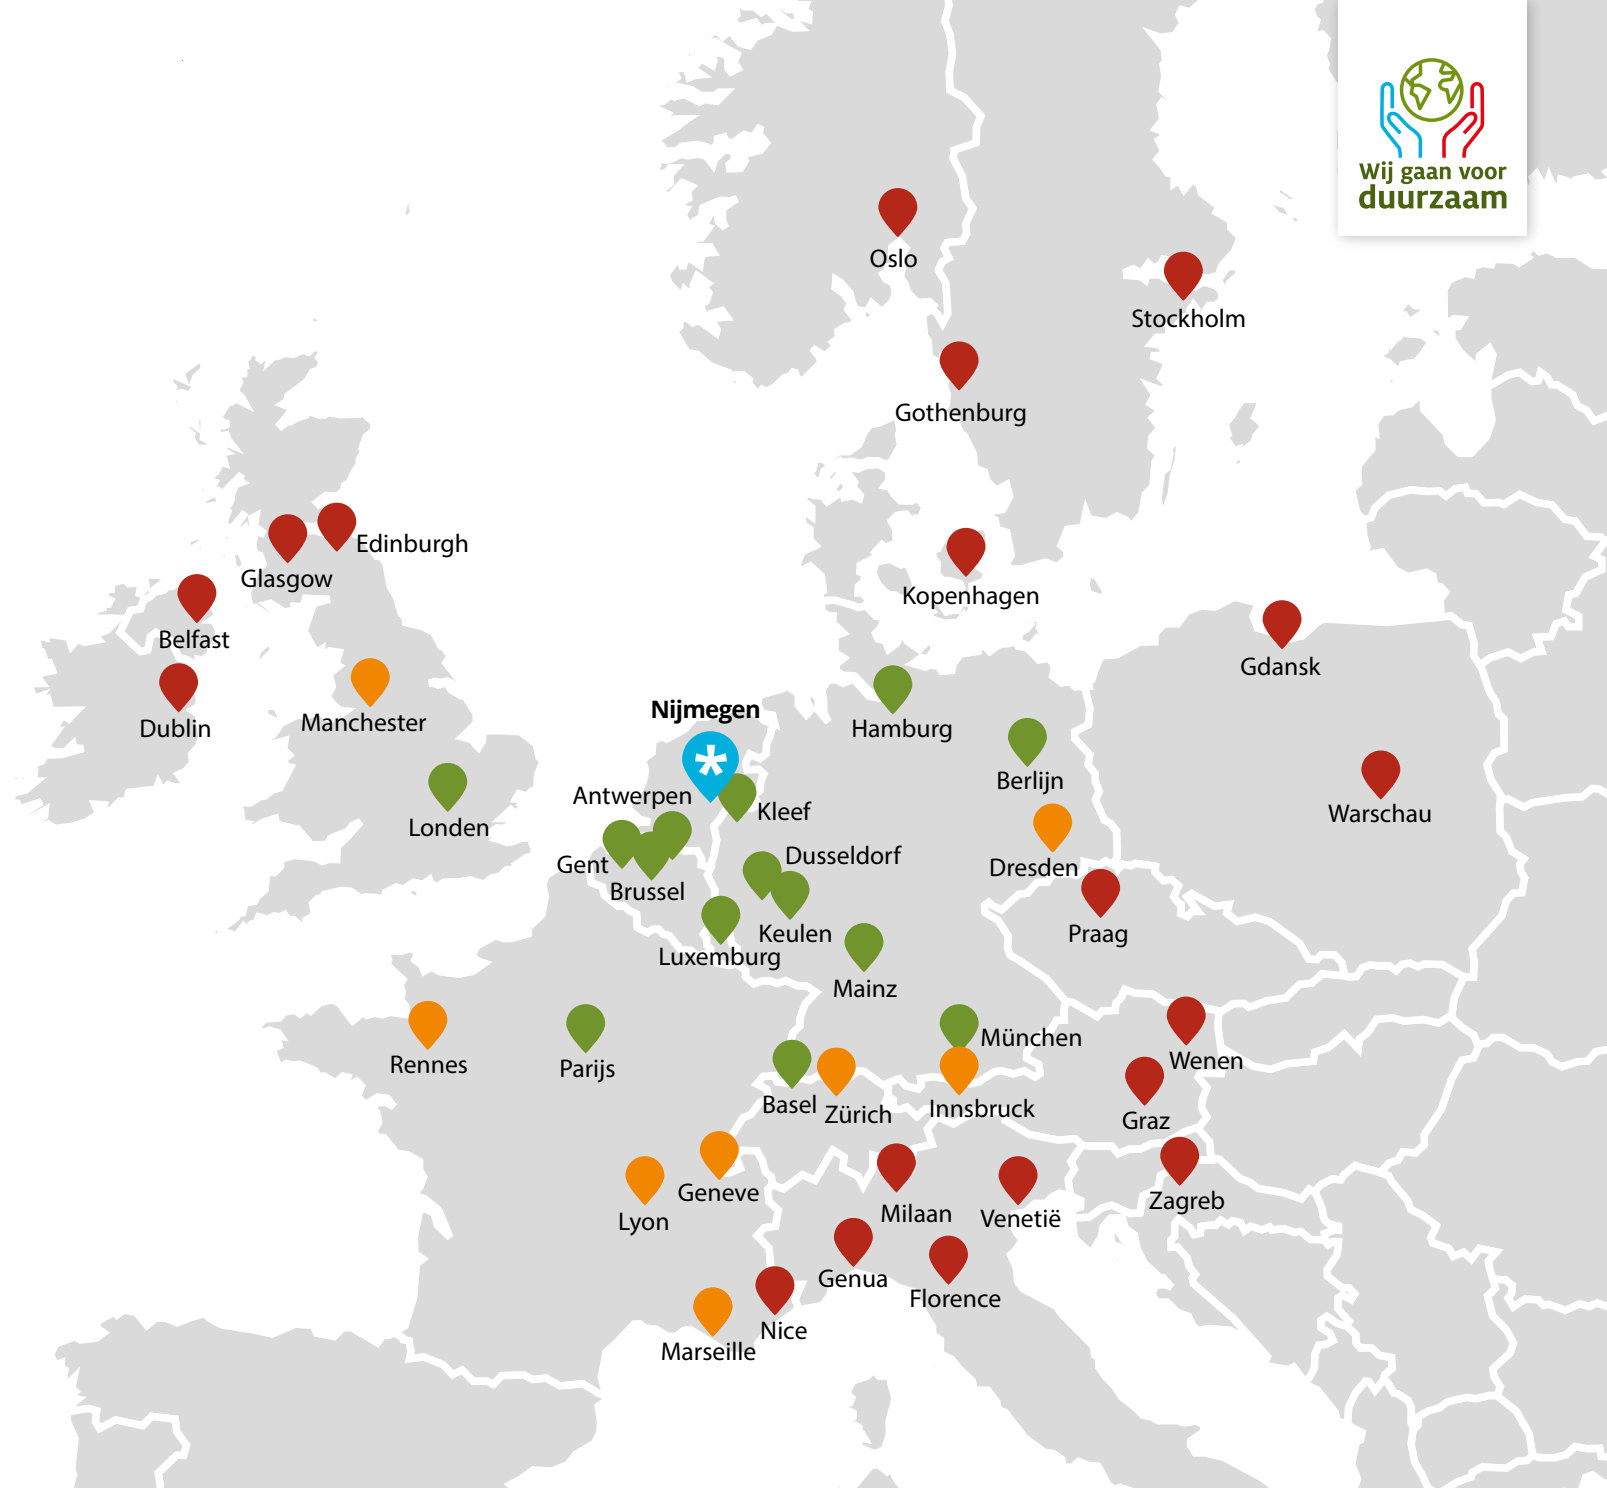 Wij gaan voor
duurzaam
Oslo
Stockholm
Gothenburg
Edinburgh
Glasgow
Kopenhagen
Belfast
Gdansk
Dublin
Manchester
Nijmegen
Hamburg
Berlijn
Antwerpen
Kleef
Warschau
Londen
Dusseldorf
Gent
Dresden
Brussel
Keulen
Praag
Luxemburg
Mainz
München
Rennes
Parijs
Wenen
Basel
Zürich
Innsbruck
Graz
Geneve
Zagreb
Lyon
Milaan
Venetië
Genua
Florence
Nice
Marseille